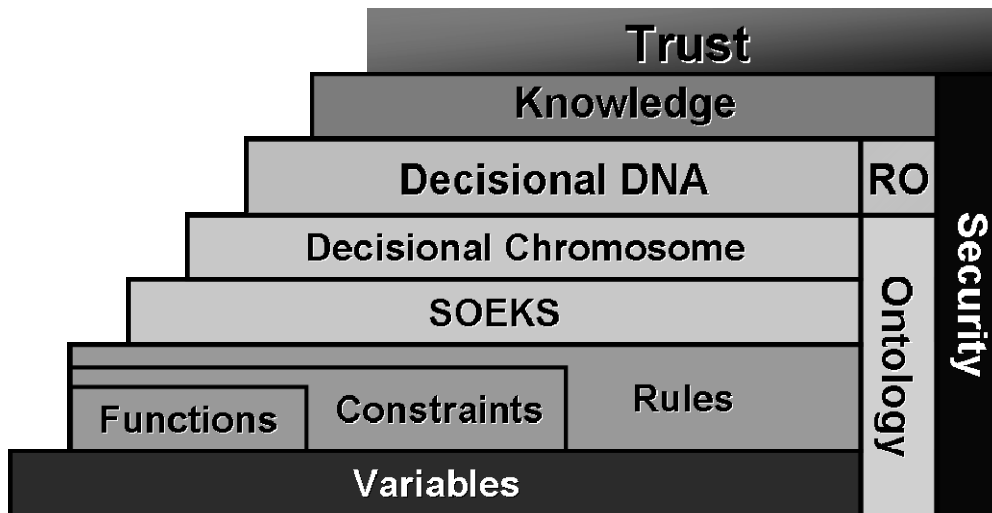 Trust
Knowledge
Decisional DNA
RO
Decisional Chromosome
SOEKS
Functions
Constraints
Rules
Variables
Ontology
Security